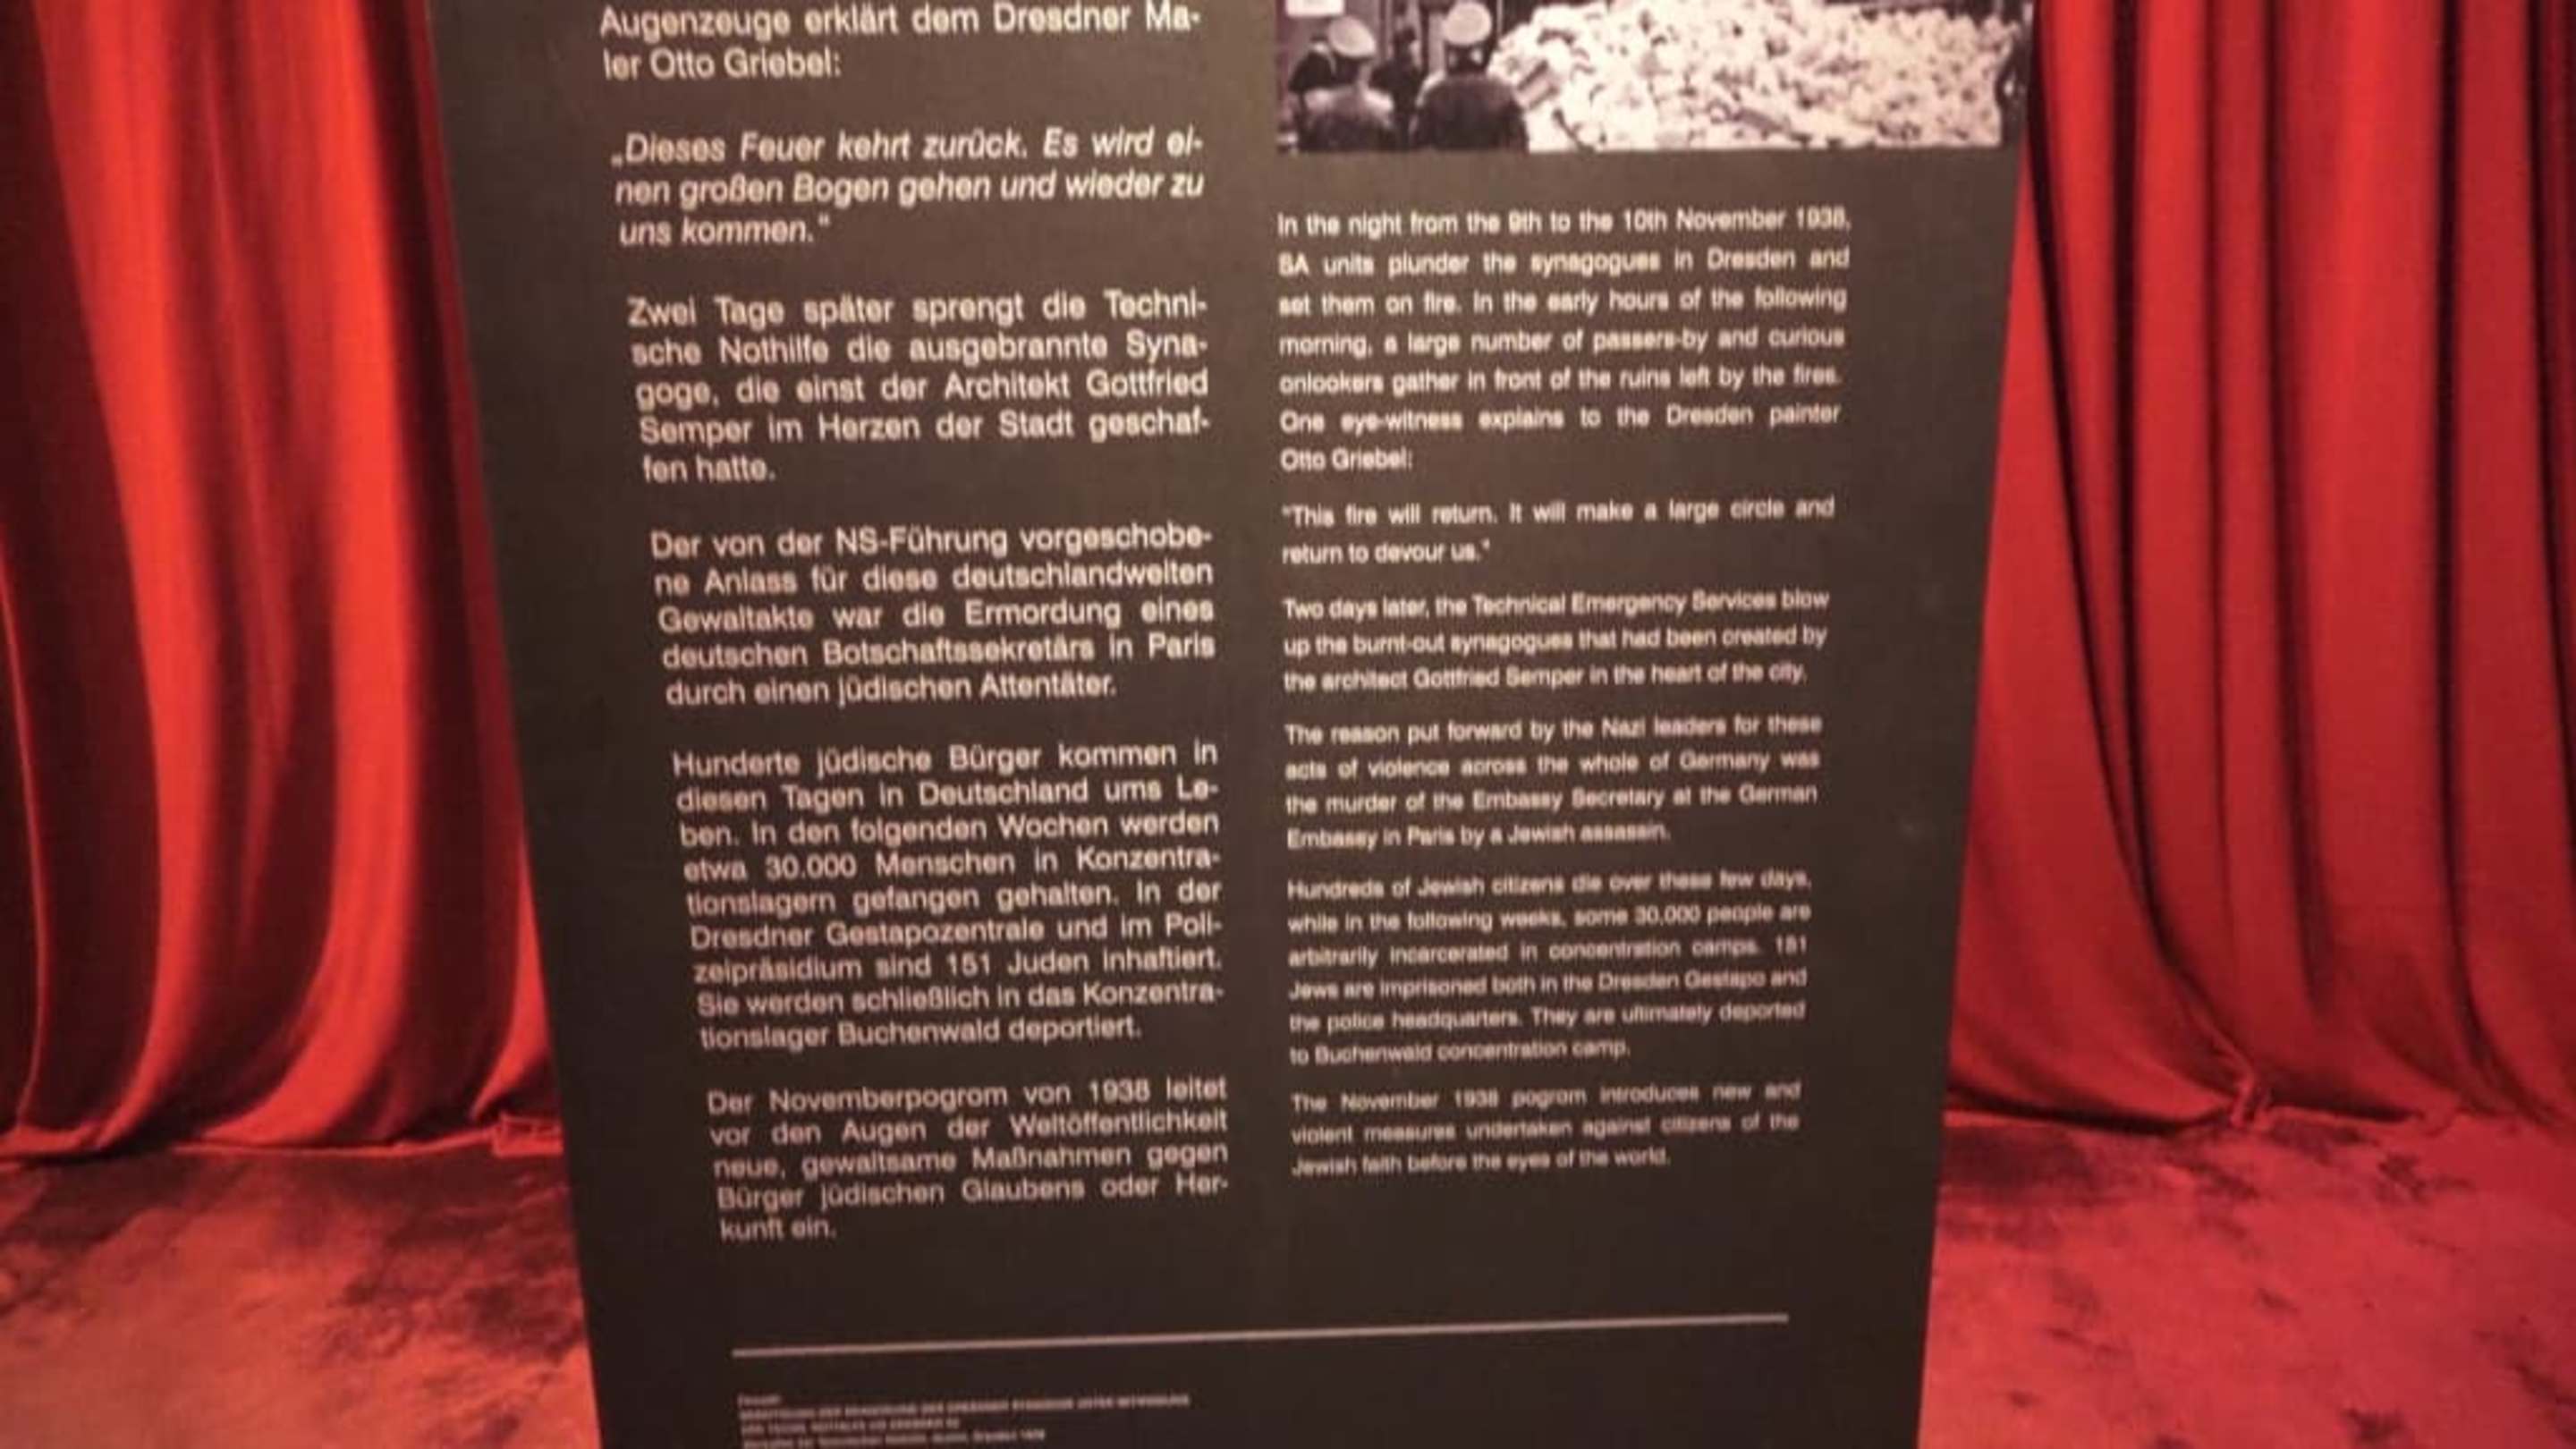 Augenzeuge erklärt dem Dresdner Ma-
ler Otto Griebel:
„Dieses Feuer kehrt zurück. Es wird ei-
nen großen Bogen gehen und wieder zu
uns kommen."
Zwei Tage später sprengt die Techni-
sche Nothilfe die ausgebrannte Syna-
goge, die einst der Architekt Gottfried
Semper im Herzen der Stadt geschaf-
fen hatte.
Der von der NS-Führung vorgeschobe-
ne Anlass für diese deutschlandweiten
Gewaltakte war die Ermordung eines
deutschen Botschaftssekretärs in Paris
durch einen jüdischen Attentäter.
Hunderte jüdische Bürger kommen in
diesen Tagen in Deutschland ums Le-
ben. In den folgenden Wochen werden
etwa 30.000 Menschen in Konzentra-
tionslagern gefangen gehalten. In der
Dresdner Gestapozentrale und im Poli-
zeipräsidium sind 151 Juden inhaftiert.
Sie werden schließlich in das Konzentra-
tionslager Buchenwald deportiert.
Der Novemberpogrom von 1938 leitet
vor den Augen der Weltöffentlichkeit
neue, gewaltsame Maßnahmen gegen
Bürger jüdischen Glaubens oder Her-
kunft ein.
In the night from the 9th to the 10th November 1938,
SA units plunder the synagogues in Dresden and
set them on fire. In the early hours of the following
morning, a large number of passers-by and curious
onlookers gather in front of the ruins left by the fires.
One eye-witness explains to the Dresden painter
Otto Griebel:
"This fire will return. It will make a large circle and
return to devour us."
Two days later, the Technical Emergency Services blow
up the burnt-out synagogues that had been created by
the architect Gottfried Semper in the heart of the city.
The reason put forward by the Nazi leaders for these
acts of violence across the whole of Germany was
the murder of the Embassy Secretary at the German
Embassy in Paris by a Jewish assassin.
Hundreds of Jewish citizens die over these few days,
while in the following weeks, some 30,000 people are
arbitrarily incarcerated in concentration camps. 151
Jews are imprisoned both in the Dresden Gestapo and
the police headquarters. They are ultimately deported
to Buchenwald concentration camp.
The November 1938 pogrom introduces new and
violent measures undertaken against citizens of the
Jewish faith before the eyes of the world.